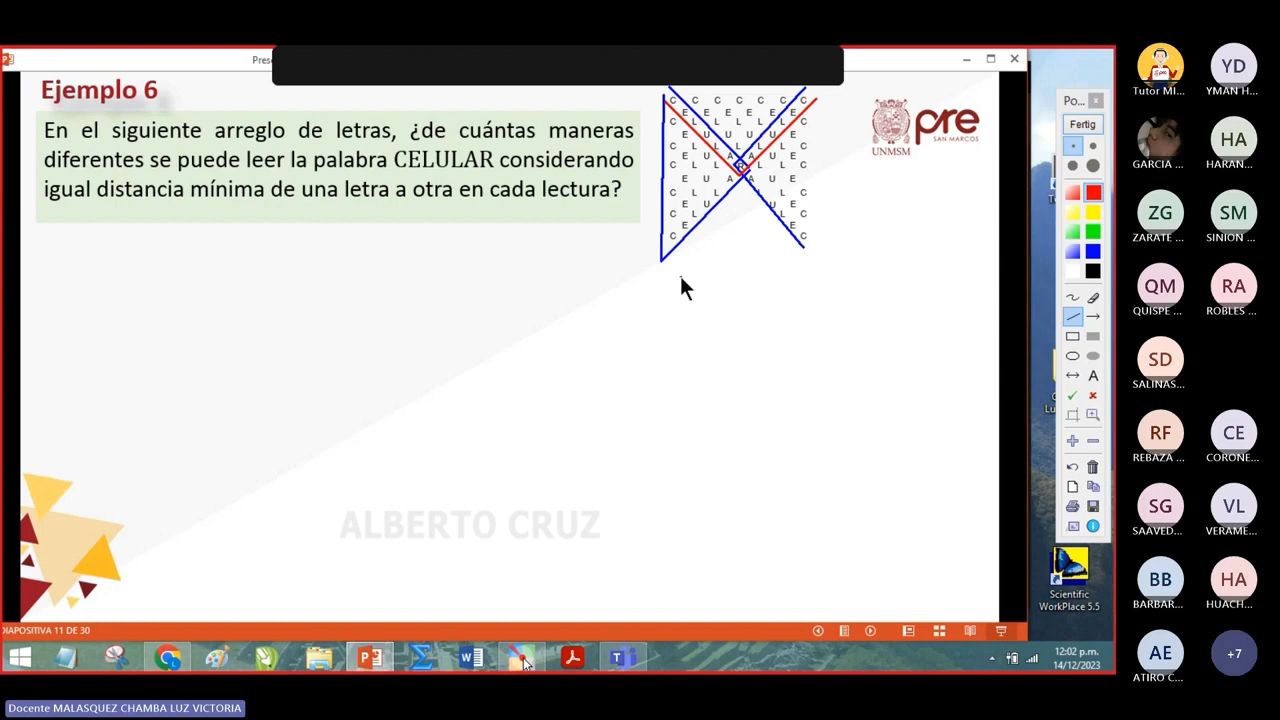 Prese
Ejemplo 6
En el siguiente arreglo de letras, ¿de cuántas maneras
diferentes se puede leer la palabra CELULAR considerando
igual distancia mínima de una letra a otra en cada lectura?
C C C C C C C
E E E E E E
C L L L L L C
E U U U U E
C L L L L C
E U A A U E
C L L R L L C
E U A A U E
C L L L L C
E U U E
C L L C
E E
C C
UNMSM
pre
SAN MARCOS
ALBERTO CRUZ
DIAPOSITIVA 11 DE 30
Po...
Fertig
A
Scientific
WorkPlace 5.5
12:02 p.m.
14/12/2023
Tutor MI...
YD
YMAN H...
GARCIA ...
HA
HARAN...
ZG
ZARATE ...
SM
SINION ...
QM
QUISPE ...
RA
ROBLES ...
SD
SALINAS...
RF
REBAZA ...
CE
CORONE...
SG
SAAVED...
VL
VERAME...
BB
BARBAR...
HA
HUACH...
AE
ATIRO C...
+7
Docente MALASQUEZ CHAMBA LUZ VICTORIA